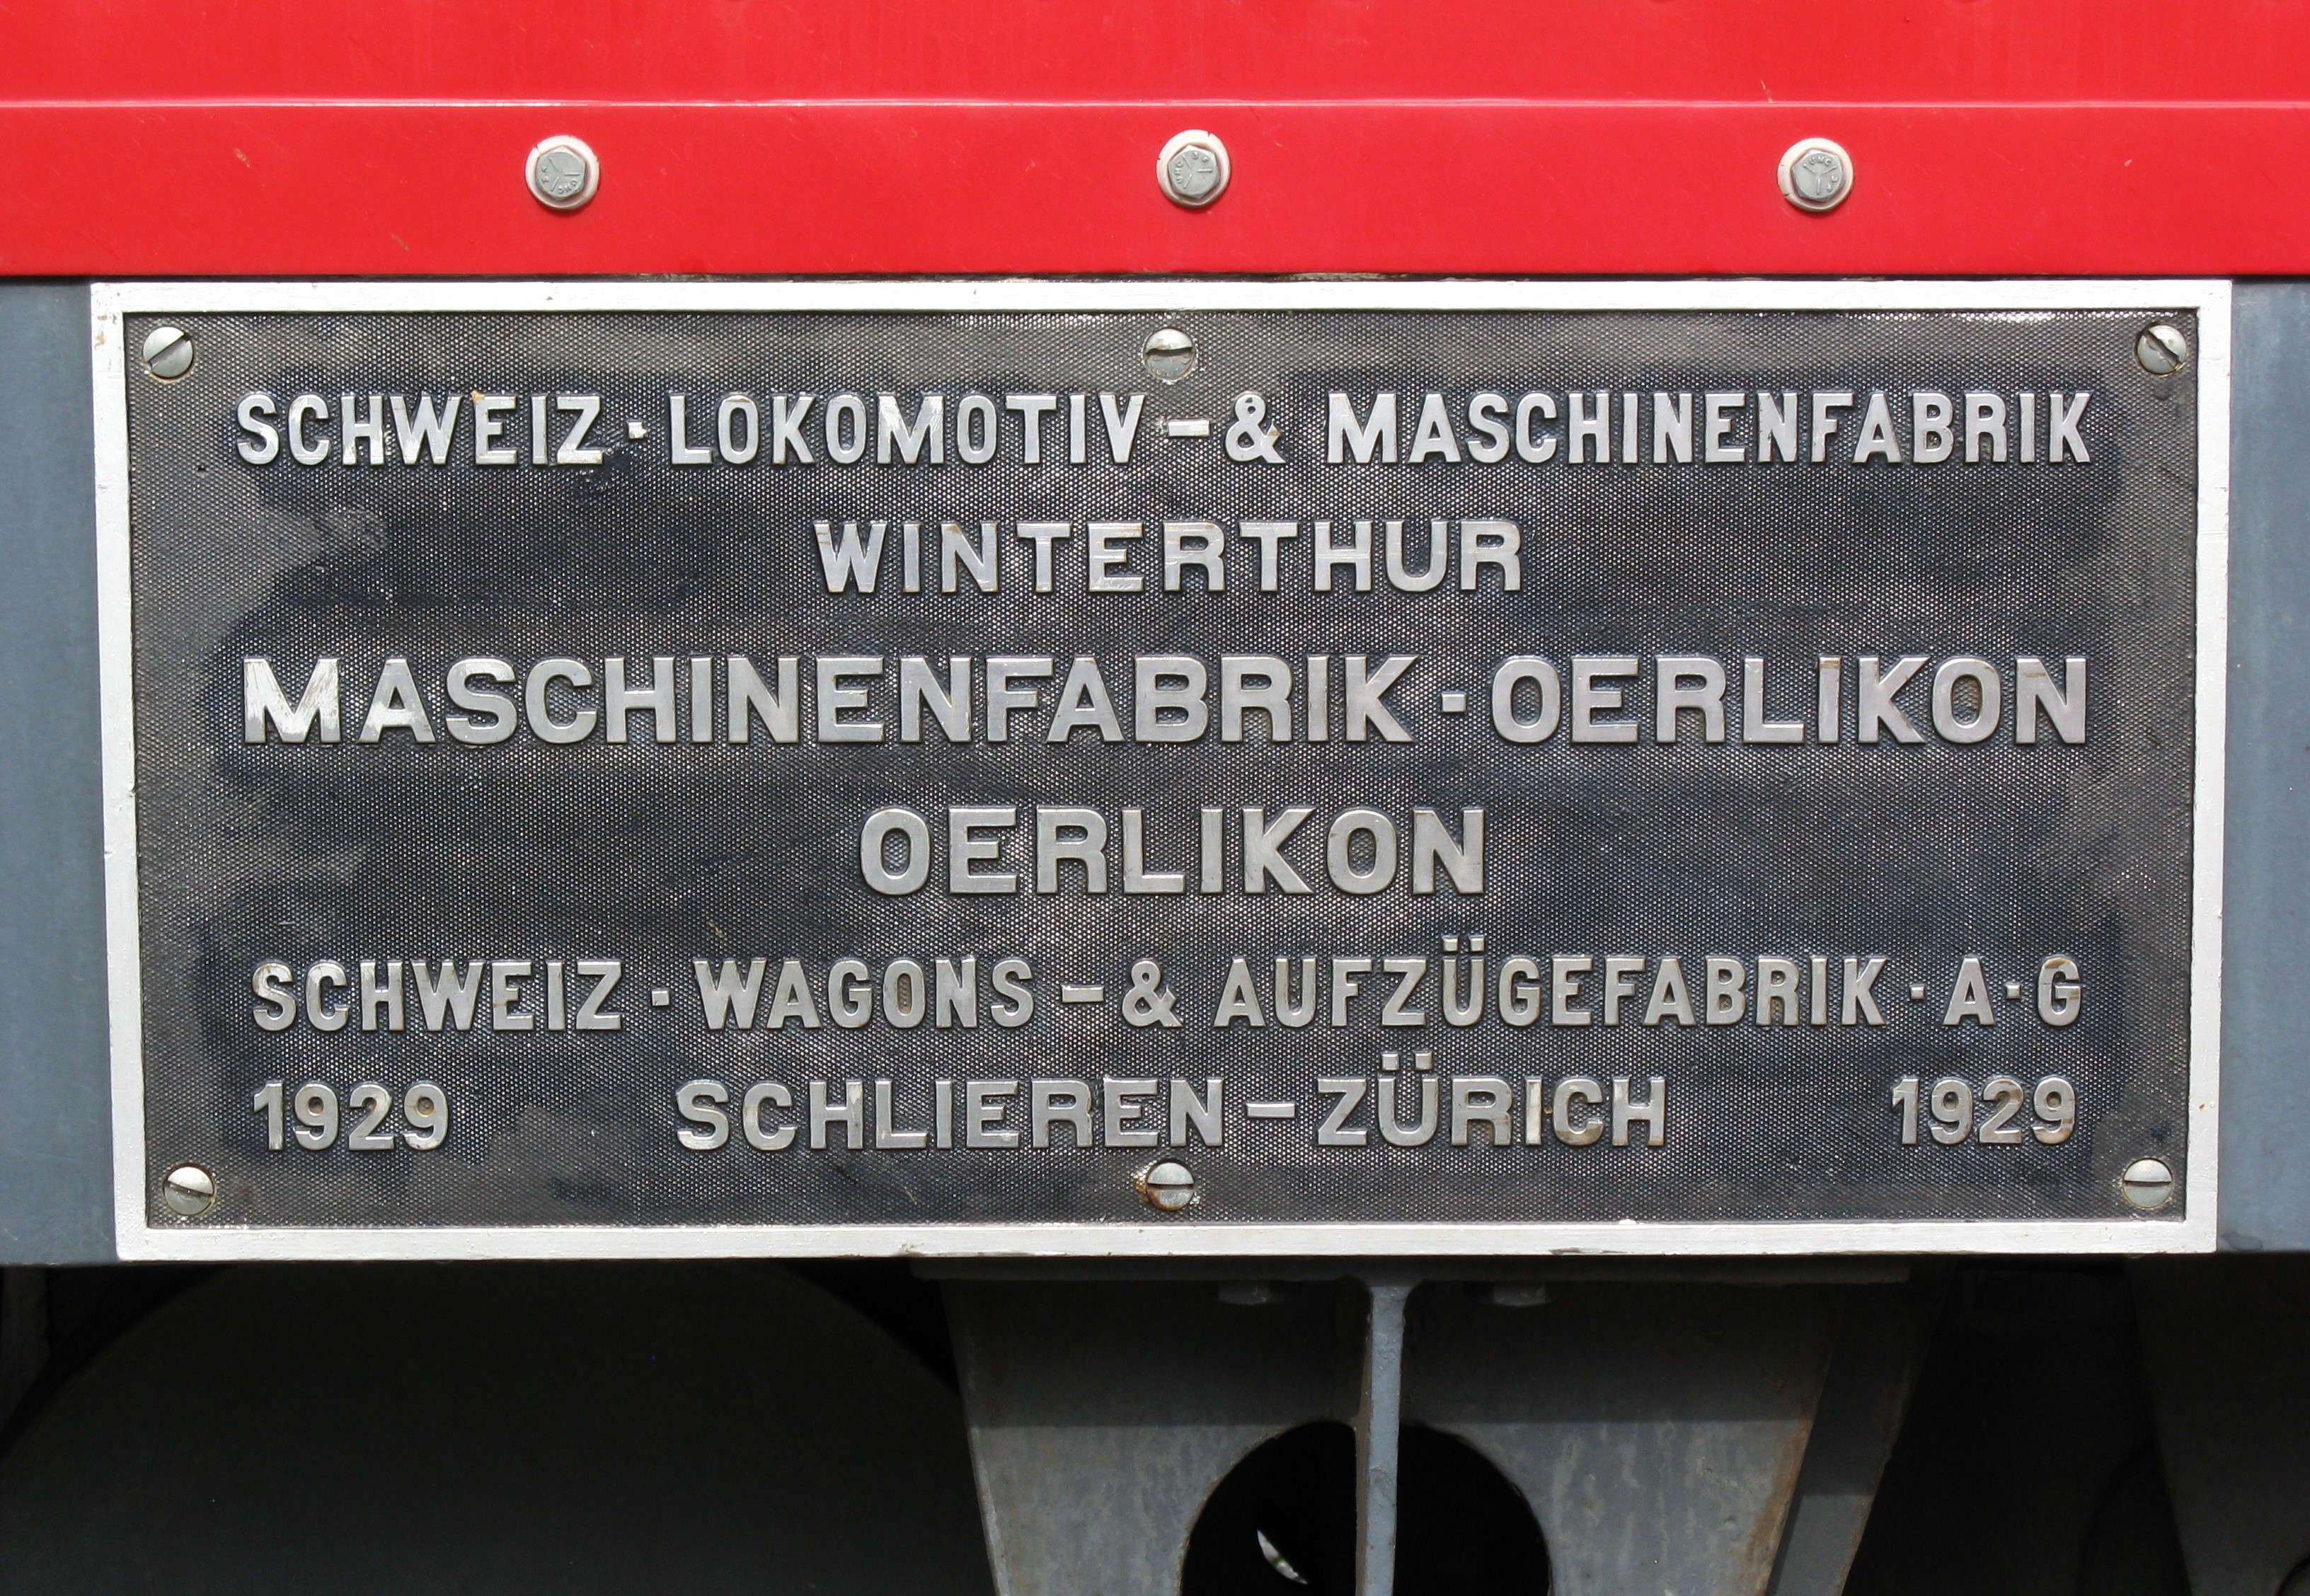 SCHWEIZ·LOKOMOTIV-& MASCHINENFABRIK
WINTERTHUR
MASCHINENFABRIK·OERLIKON
OERLIKON
SCHWEIZ·WAGONS-& AUFZÜGEFABRIK·A·G
1929 SCHLIEREN-ZÜRICH 1929